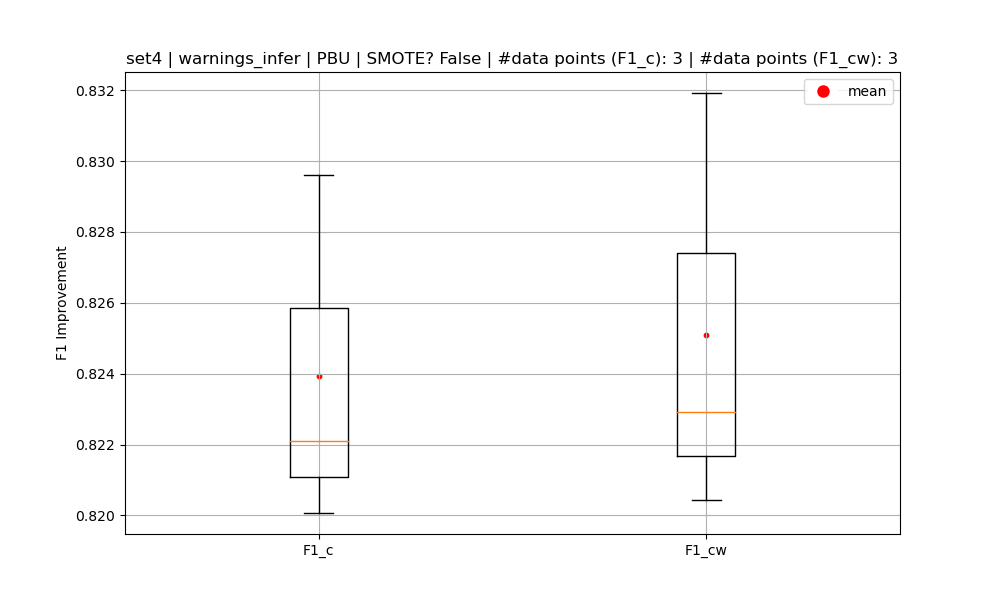 set4 | warnings_infer | PBU | SMOTE? False | #data points (F1_c): 3 | #data points (F1_cw): 3
mean
0.832
0.830
0.828
0.826
0.824
0.822
0.820
F1 Improvement
F1_c
F1_cw